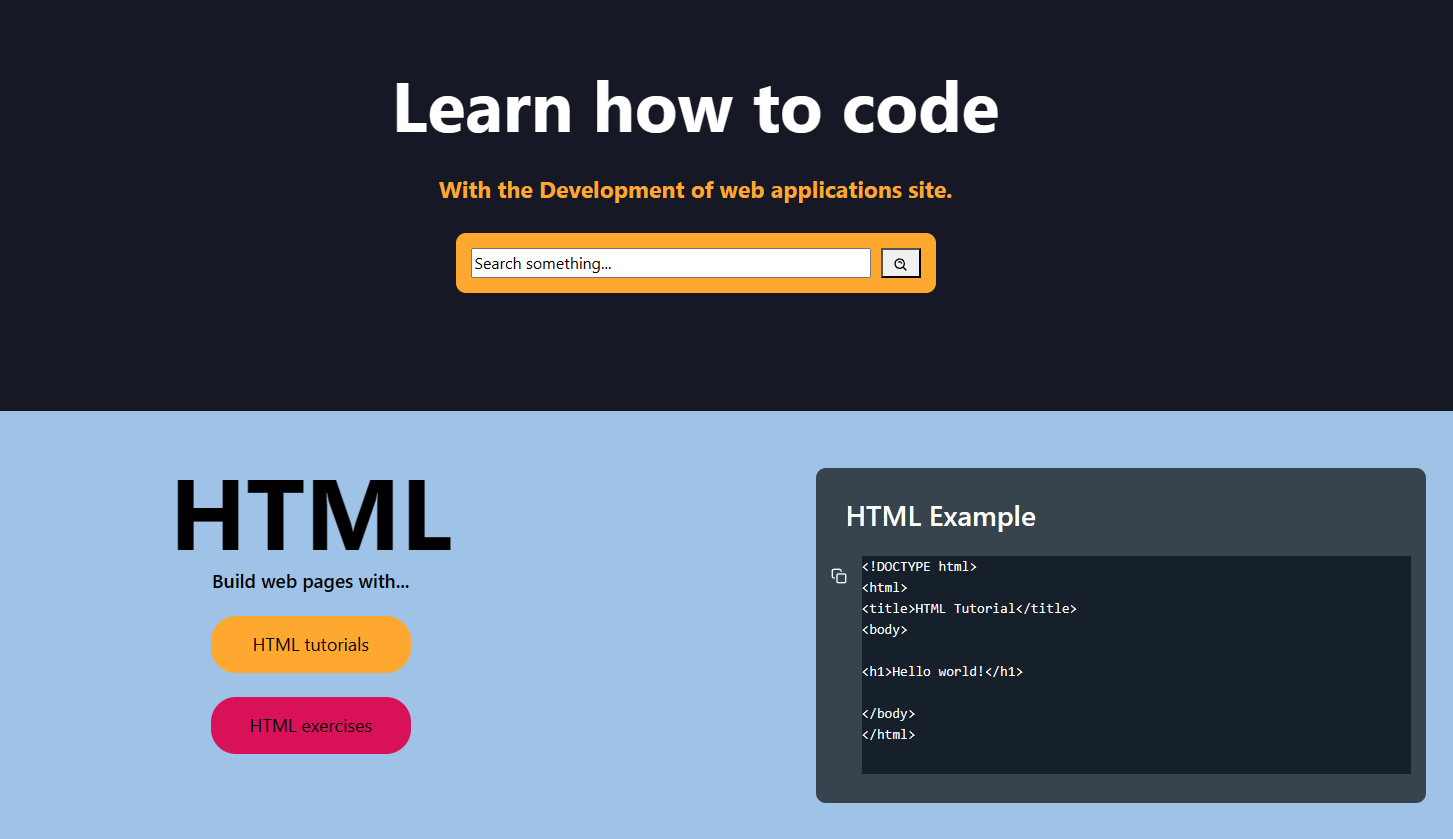 Learn how to code
With the Development of web applications site.
Search something...
HTML
Build web pages with...
HTML tutorials
HTML exercises
HTML Example
<!DOCTYPE html>
<html>
<title>HTML Tutorial</title>
<body>
<h1>Hello world!</h1>
</body>
</html>